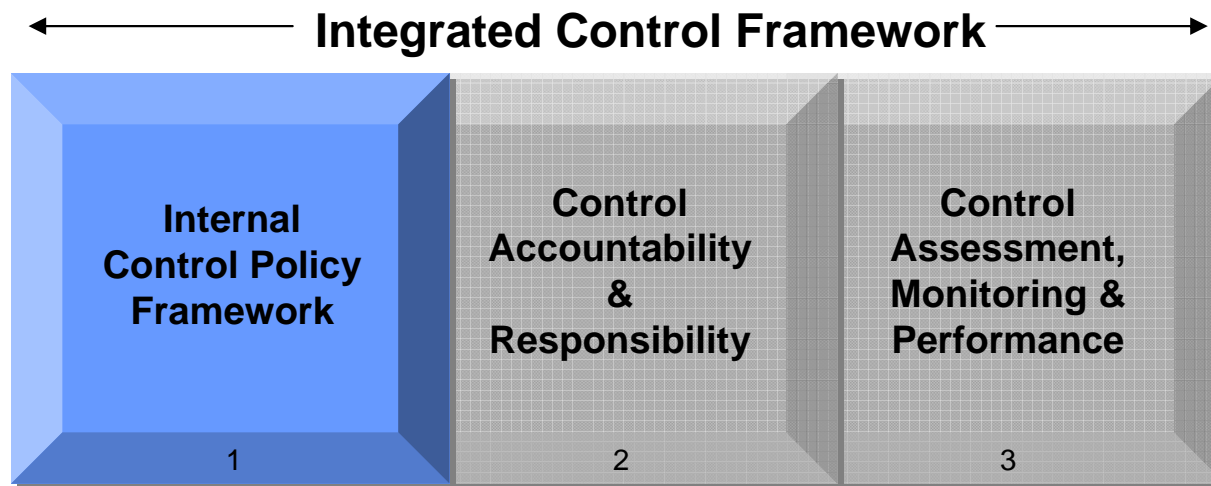 Integrated Control Framework
Internal
Control Policy
Framework
1
Control
Accountability
&
Responsibility
2
Control
Assessment,
Monitoring &
Performance
3